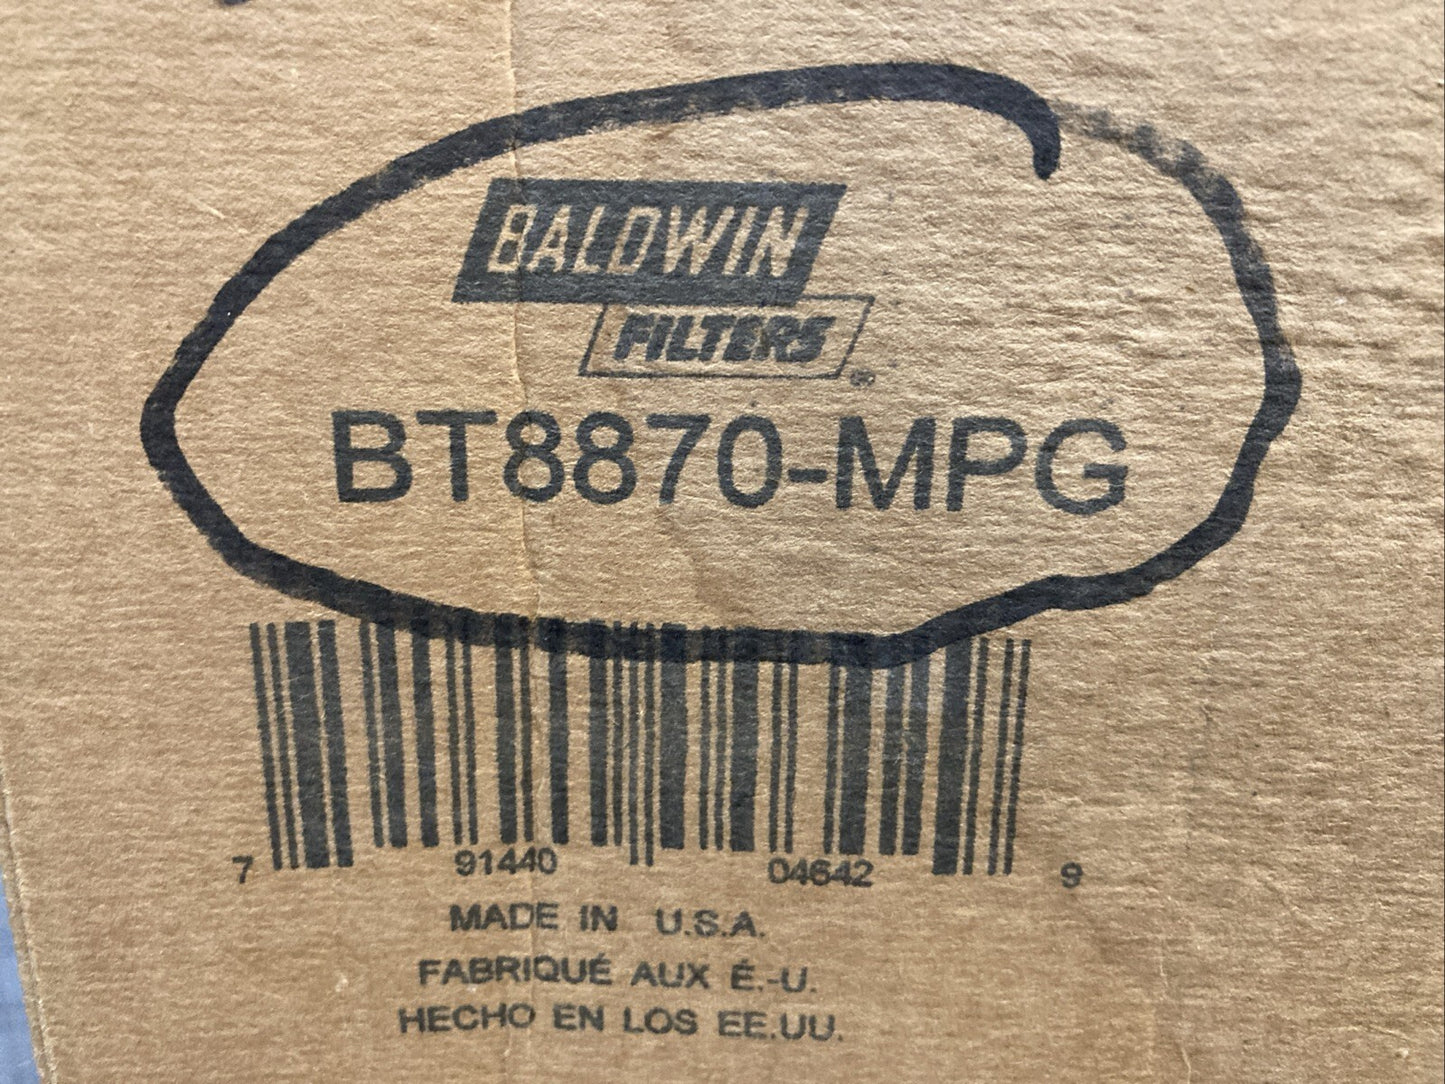 BALDWIN
FILTERS®
BT8870-MPG
7 91440 04642 9
MADE IN U.S.A.
FABRIQUÉ AUX É.-U.
HECHO EN LOS EE.UU.